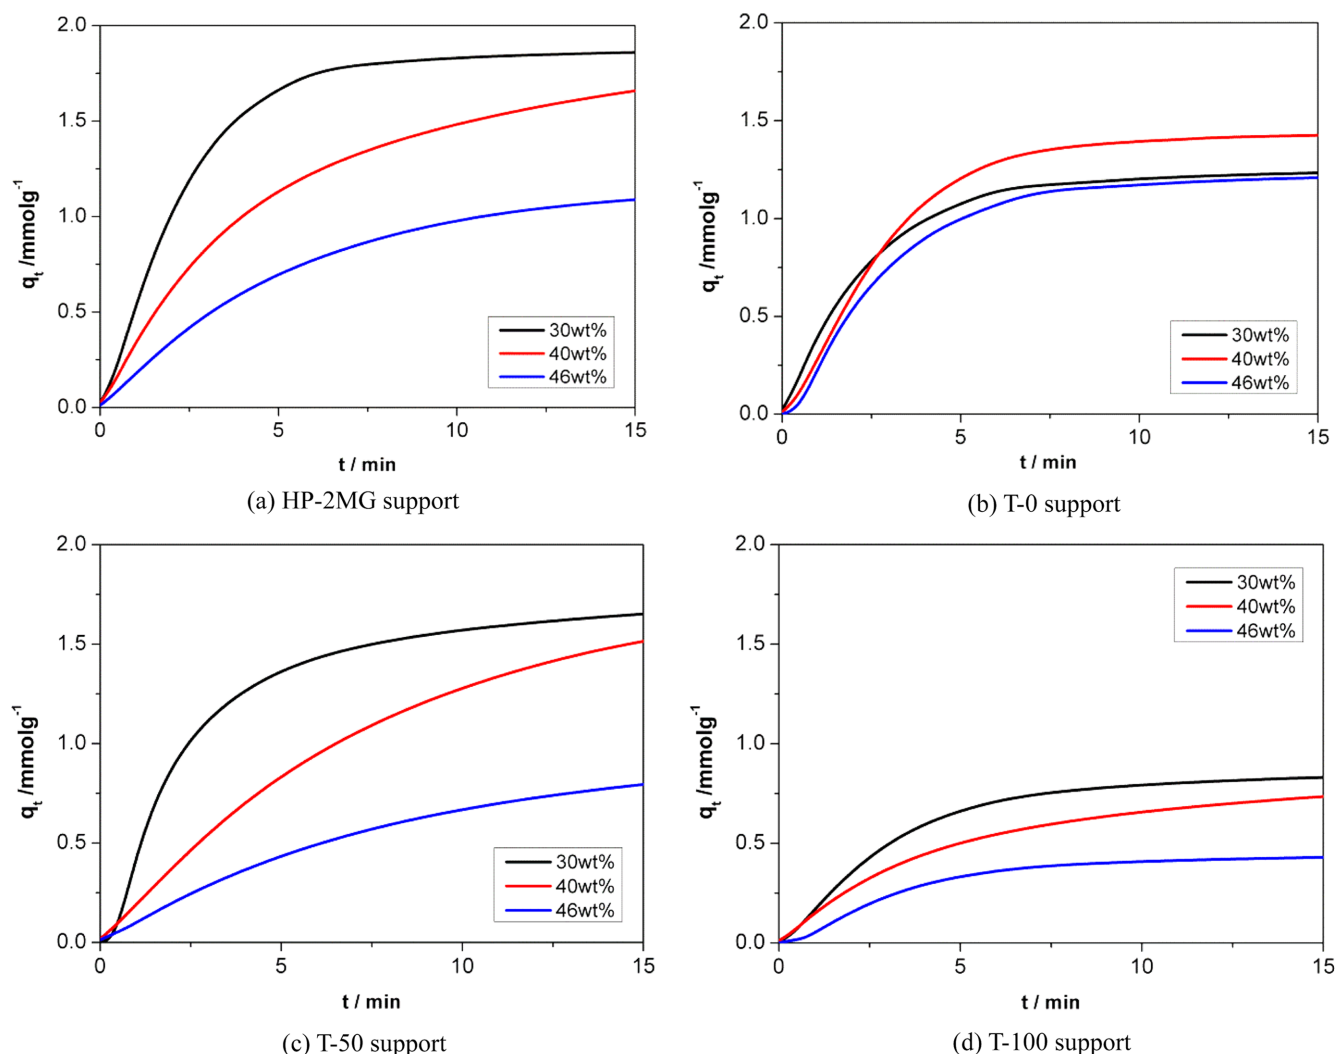 2.0
1.5
1.0
0.5
0.0
qt /mmolg-1
30wt%
40wt%
46wt%
0 5 10 15
t / min
(a) HP-2MG support
2.0
1.5
1.0
0.5
0.0
qt /mmolg-1
30wt%
40wt%
46wt%
0 5 10 15
t / min
(b) T-0 support
2.0
1.5
1.0
0.5
0.0
qt /mmolg-1
30wt%
40wt%
46wt%
0 5 10 15
t / min
(c) T-50 support
2.0
1.5
1.0
0.5
0.0
qt /mmolg-1
30wt%
40wt%
46wt%
0 5 10 15
t / min
(d) T-100 support